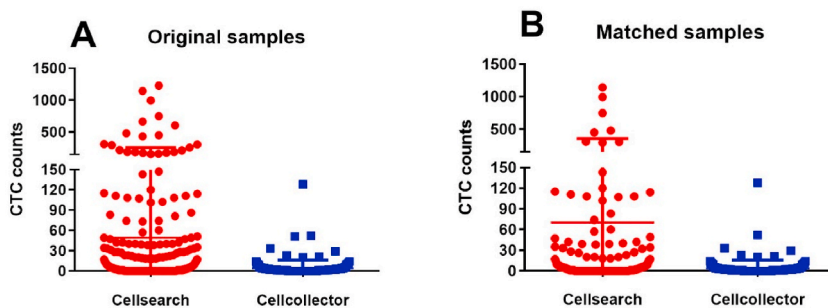 A
Original samples
CTC counts
1500
1000
500
150
120
90
60
30
0
Cellsearch
Cellcollector
B
Matched samples
CTC counts
1500
1000
500
150
120
90
60
30
0
Cellsearch
Cellcollector